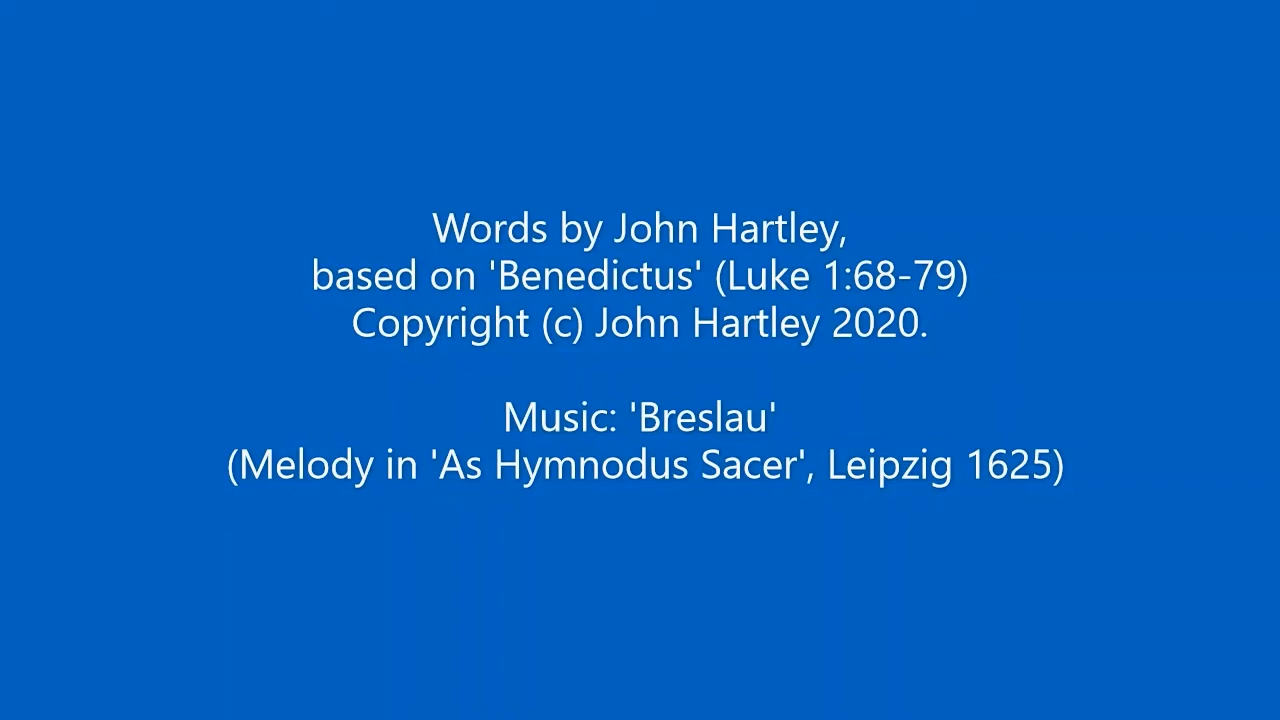 Words by John Hartley,
based on 'Benedictus' (Luke 1:68-79)
Copyright (c) John Hartley 2020.
Music: 'Breslau'
(Melody in 'As Hymnodus Sacer', Leipzig 1625)